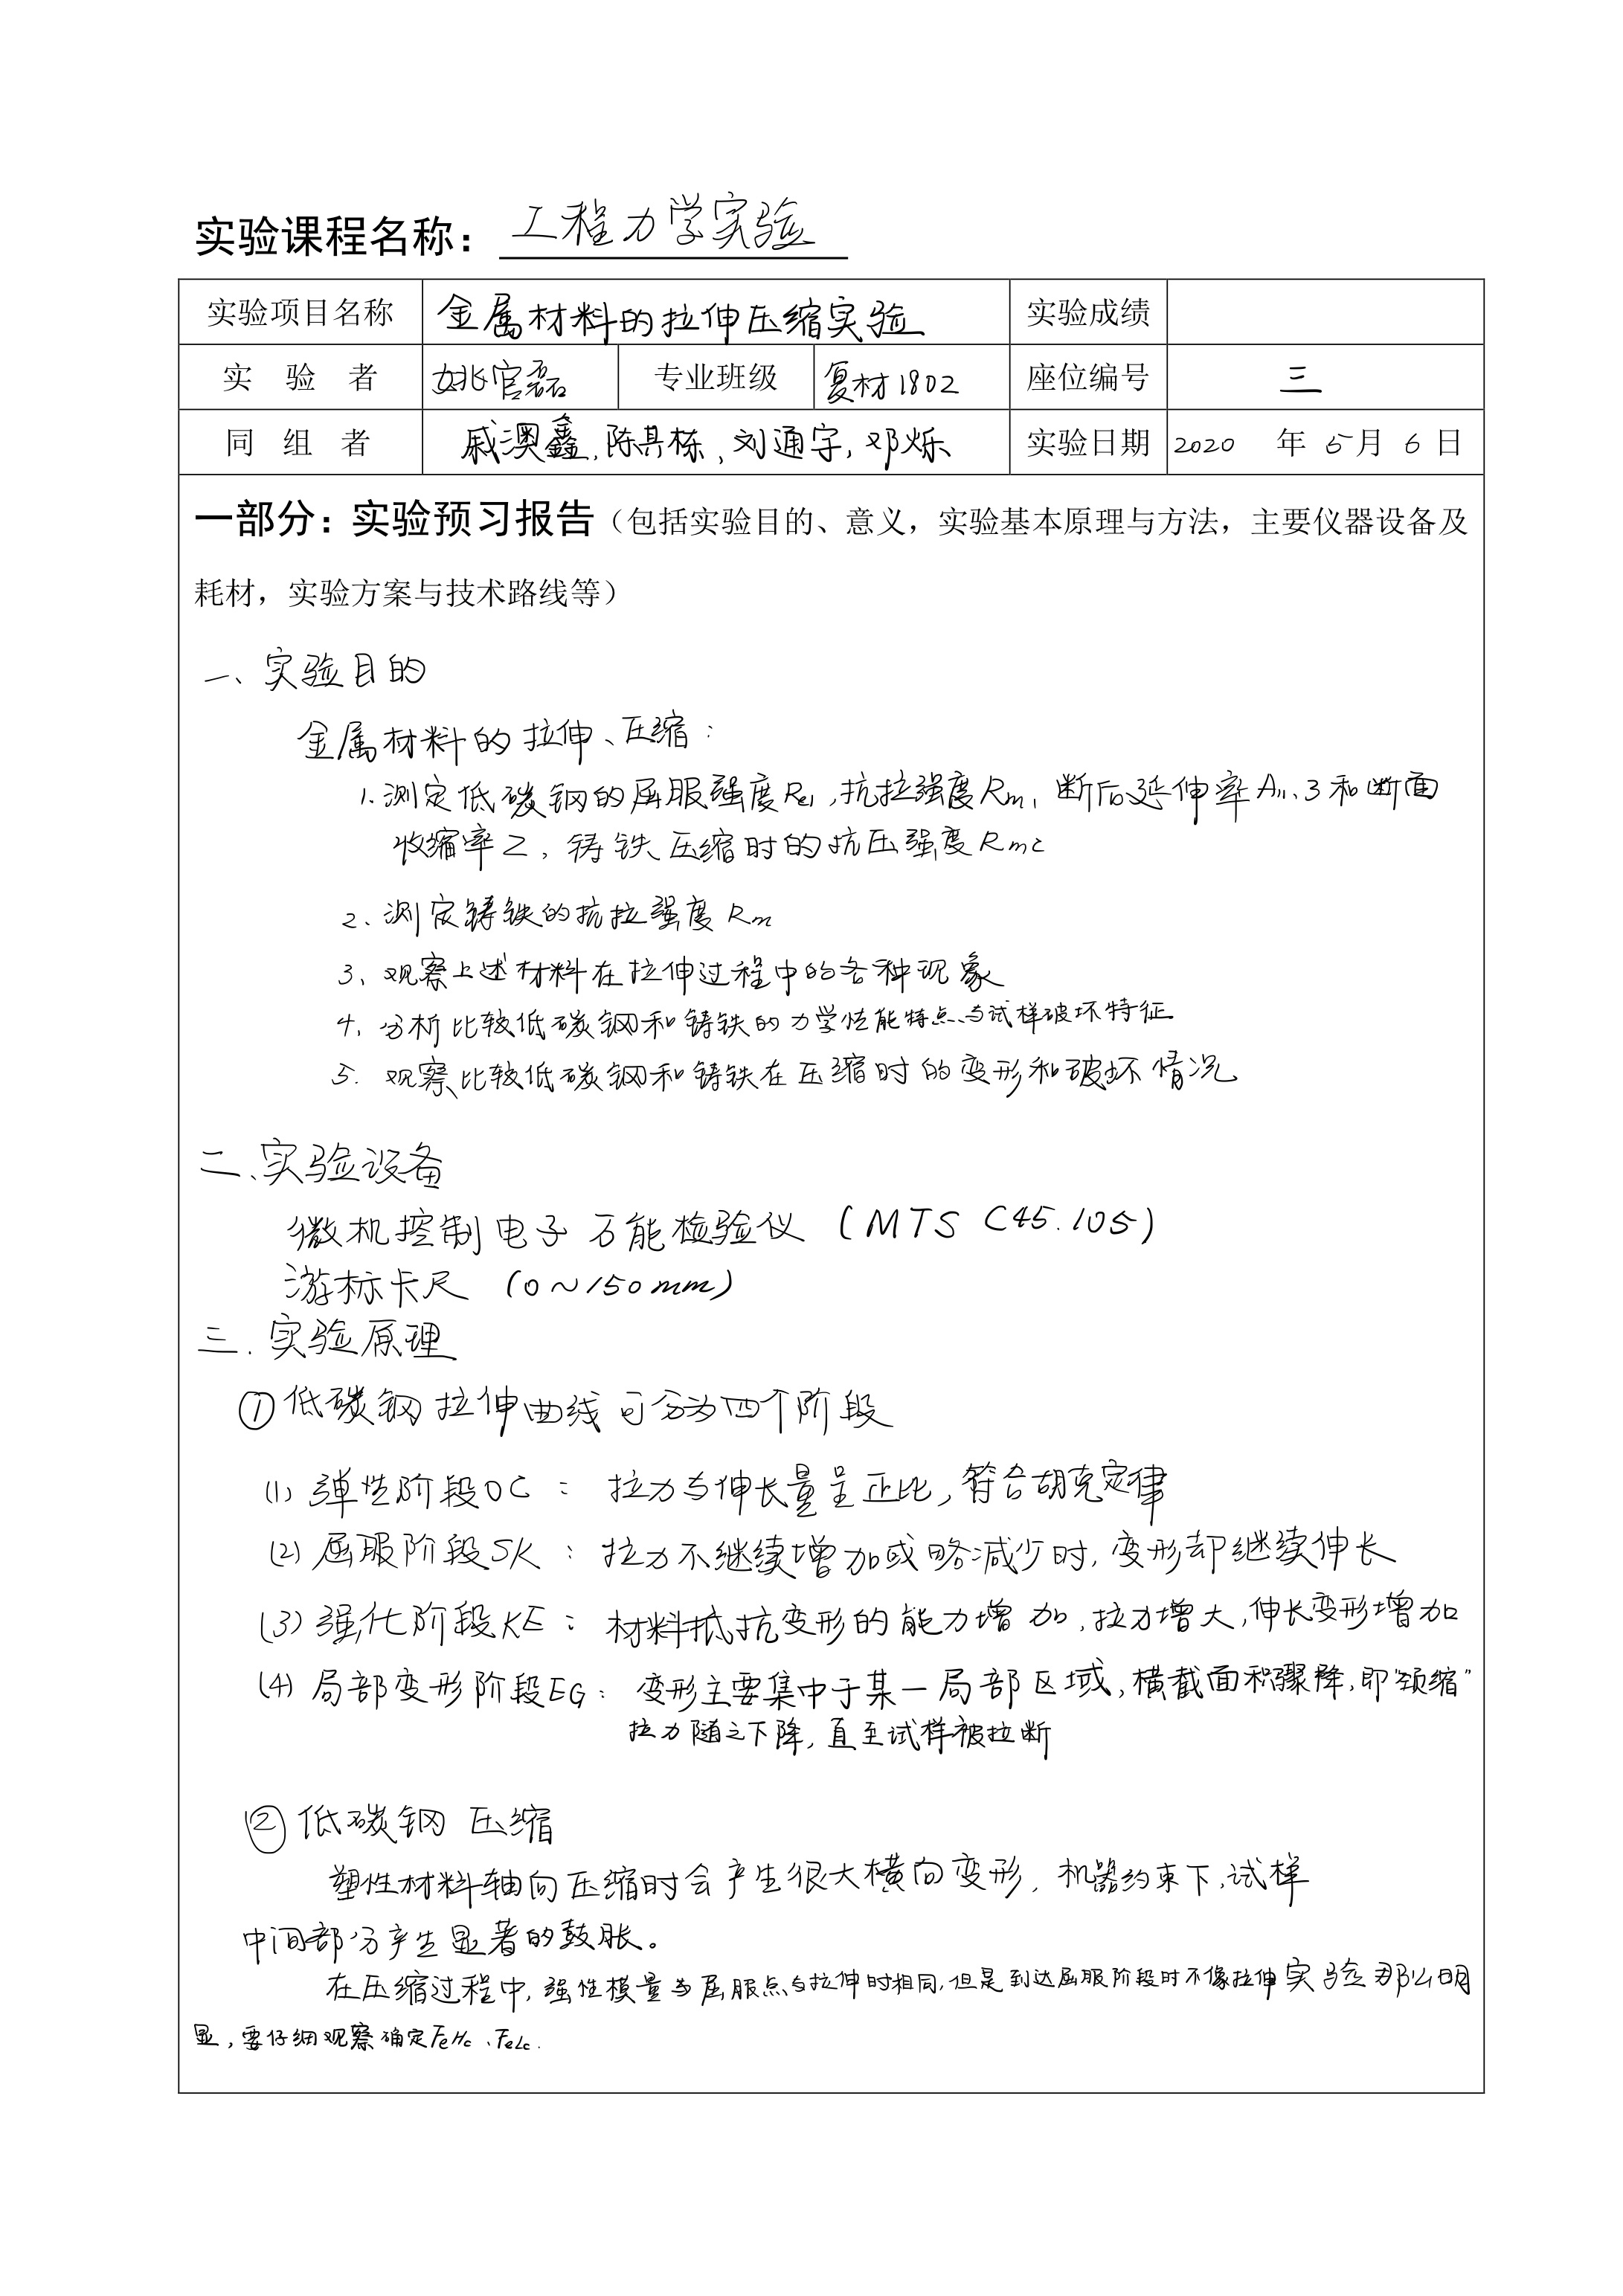 实验课程名称：工程力学实验
实验项目名称 金属材料的拉伸压缩实验 实验成绩
实 验 者 姚官磊 专业班级 复材1802 座位编号 三
同 组 者 戚澳鑫，陈其栋，刘通宇，邓烁 实验日期 2020 年 5月 6日
一部分：实验预习报告（包括实验目的、意义，实验基本原理与方法，主要仪器设备及
耗材，实验方案与技术路线等）
一、实验目的
金属材料的拉伸、压缩：
1.测定低碳钢的屈服强度Rel，抗拉强度Rm、断后延伸率A11.3和断面
收缩率Z，铸铁压缩时的抗压强度Rmc
2、测定铸铁的抗拉强度Rm
3、观察上述材料在拉伸过程中的各种现象
4、分析比较低碳钢和铸铁的力学性能特点与试样破坏特征
5. 观察比较低碳钢和铸铁在压缩时的变形和破坏情况
二、实验设备
微机控制电子万能检验仪（MTS C45.105）
游标卡尺（0～150mm）
三. 实验原理
①低碳钢拉伸曲线可分为四个阶段
(1) 弹性阶段OC：拉力与伸长量呈正比，符合胡克定律
(2) 屈服阶段SK：拉力不继续增加或略减少时，变形却继续伸长
(3) 强化阶段KE：材料抵抗变形的能力增加，拉力增大，伸长变形增加
(4) 局部变形阶段EG：变形主要集中于某一局部区域，横截面积骤降，即“颈缩”
拉力随之下降，直至试样被拉断
②低碳钢 压缩
塑性材料轴向压缩时会产生很大横向变形，机器约束下，试样
中间部分产生显著的鼓胀。
在压缩过程中，强性模量与屈服点与拉伸时相同，但是到达屈服阶段时不像拉伸实验那么明
显，要仔细观察确定FeHc、FeLc.